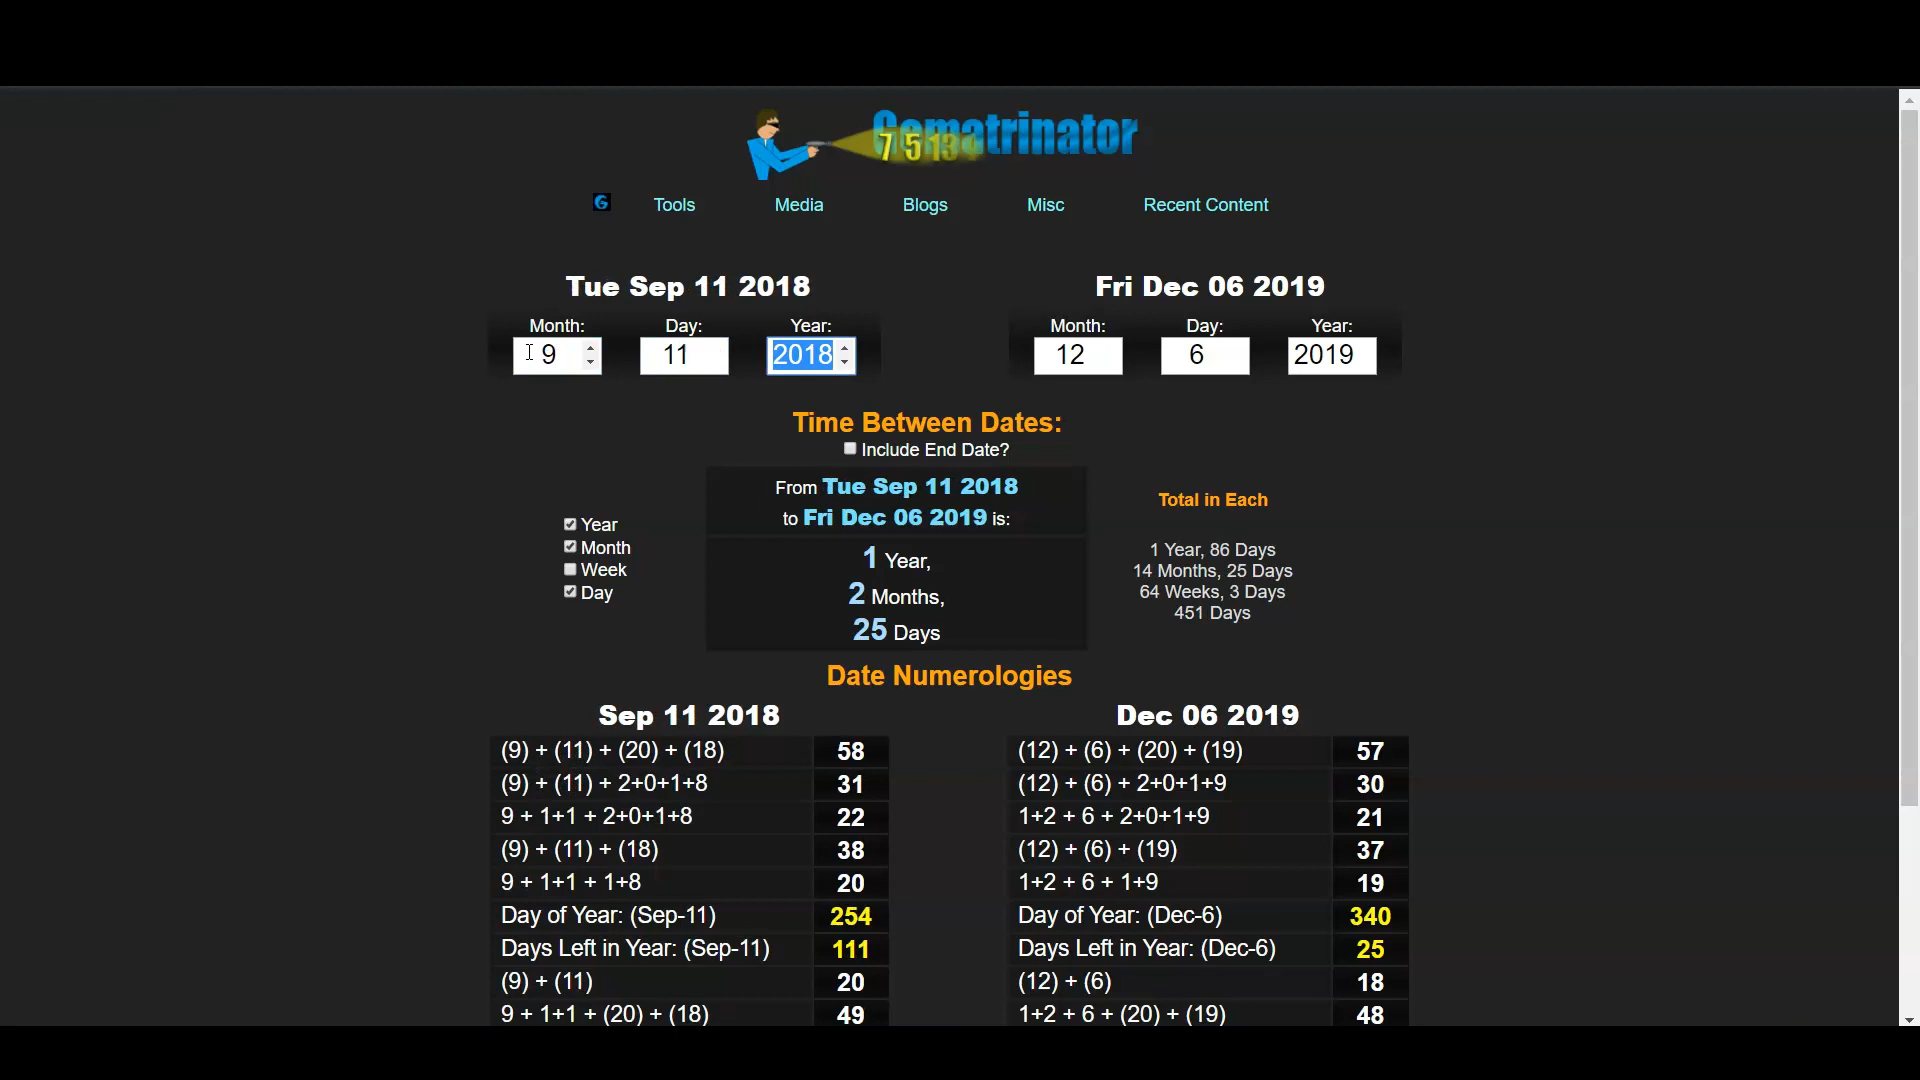 Gematrinator
7 5 13
G Tools Media Blogs Misc Recent Content
Tue Sep 11 2018
Fri Dec 06 2019
Month: Day: Year:
9 11 2018
Month: Day: Year:
12 6 2019
Time Between Dates:
Include End Date?
Year
Month
Week
Day
From Tue Sep 11 2018
to Fri Dec 06 2019 is:
1 Year,
2 Months,
25 Days
Total in Each
1 Year, 86 Days
14 Months, 25 Days
64 Weeks, 3 Days
451 Days
Date Numerologies
Sep 11 2018
(9) + (11) + (20) + (18) 58
(9) + (11) + 2+0+1+8 31
9 + 1+1 + 2+0+1+8 22
(9) + (11) + (18) 38
9 + 1+1 + 1+8 20
Day of Year: (Sep-11) 254
Days Left in Year: (Sep-11) 111
(9) + (11) 20
9 + 1+1 + (20) + (18) 49
Dec 06 2019
(12) + (6) + (20) + (19) 57
(12) + (6) + 2+0+1+9 30
1+2 + 6 + 2+0+1+9 21
(12) + (6) + (19) 37
1+2 + 6 + 1+9 19
Day of Year: (Dec-6) 340
Days Left in Year: (Dec-6) 25
(12) + (6) 18
1+2 + 6 + (20) + (19) 48